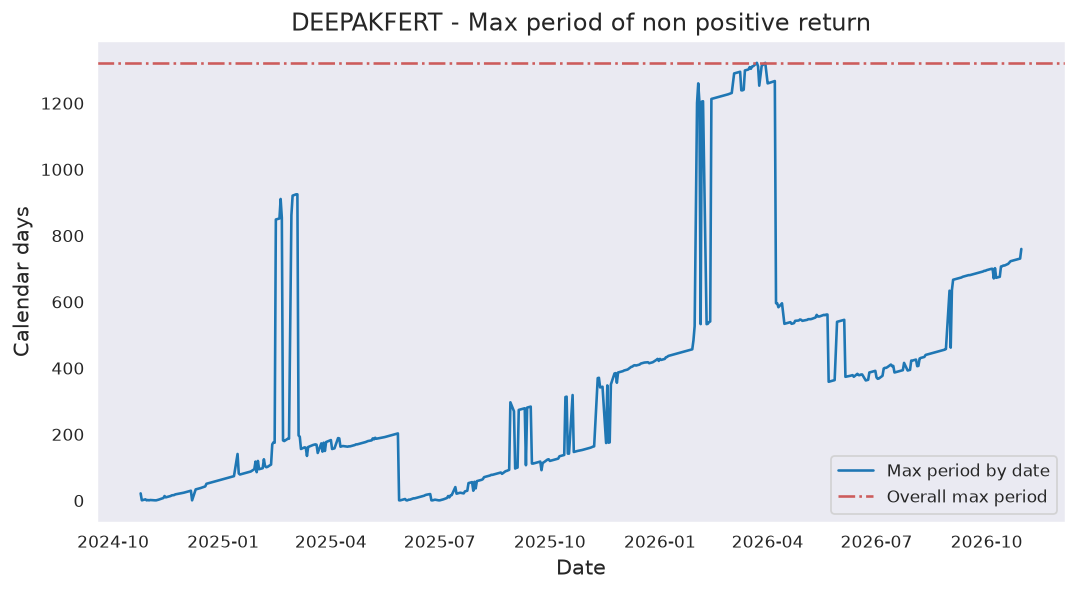 DEEPAKFERT - Max period of non positive return
Calendar days
1200
1000
800
600
400
200
0
2024-10 2025-01 2025-04 2025-07 2025-10 2026-01 2026-04 2026-07 2026-10
Date
Max period by date
Overall max period